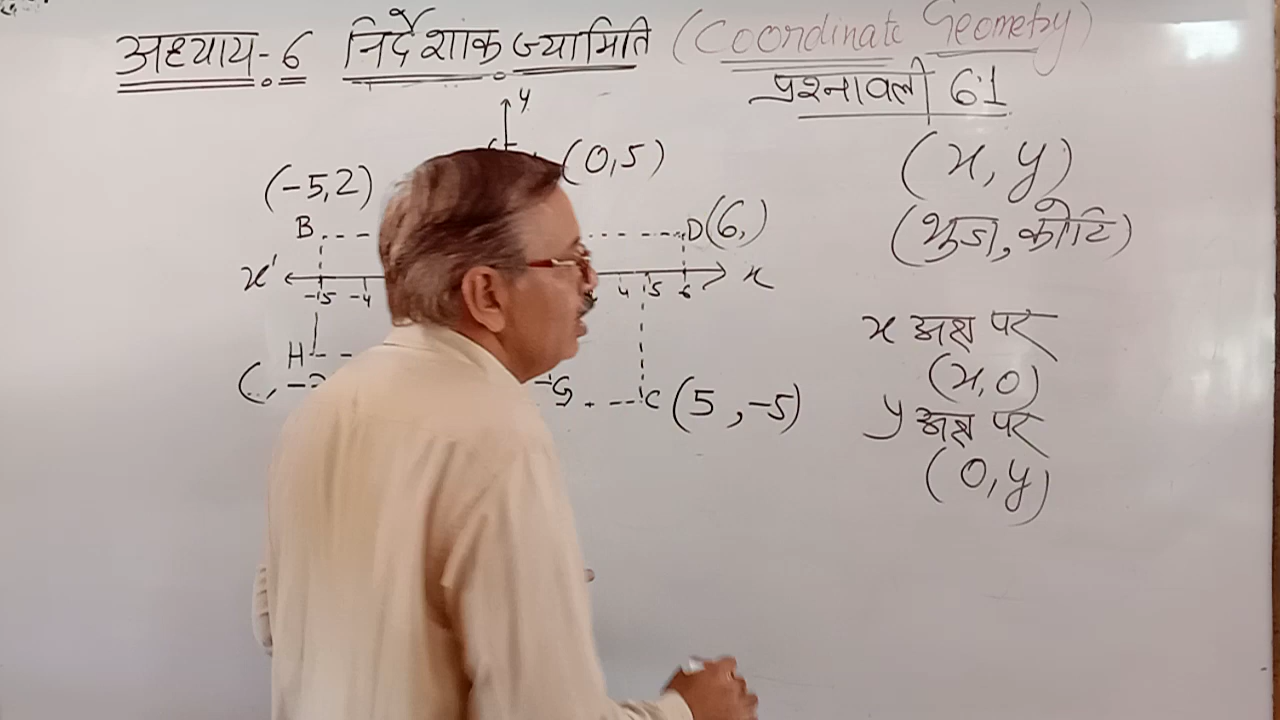 अध्याय-6 निर्देशांक ज्यामिति (Coordinate Geometry)
प्रश्नावली 6.1
y
(0,5)
(-5,2)
B
D(6,)
x' -5 -4 4 5 6 x
H
(, -3
G C (5,-5)
(x,y)
(भुज, कोटि)
x अक्ष पर
(x,0)
y अक्ष पर
(0,y)